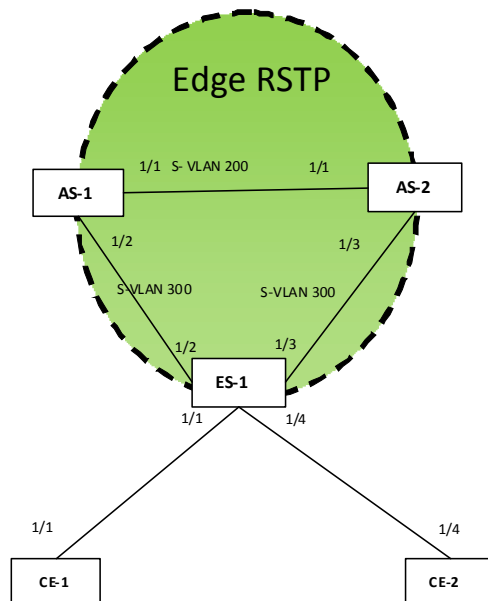 Edge RSTP
1/1 S- VLAN 200 1/1
AS-1
AS-2
1/2
1/3
S-VLAN 300
S-VLAN 300
1/2
1/3
ES-1
1/1
1/4
1/1
1/4
CE-1
CE-2